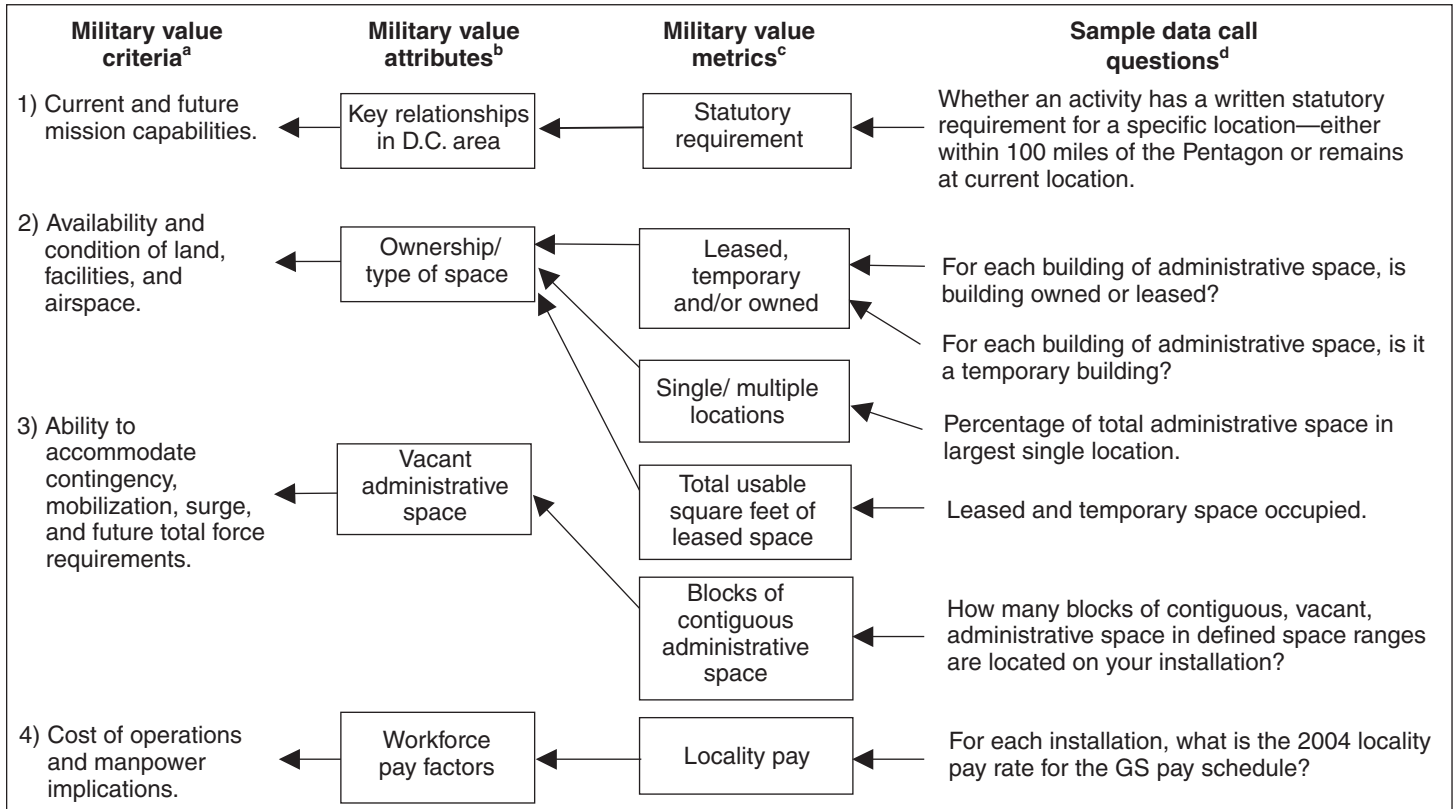 Military value
criteriaa
Military value
attributesb
Military value
metricsc
Sample data call
questionsd
1) Current and future
mission capabilities.
Key relationships
in D.C. area
Statutory
requirement
Whether an activity has a written statutory
requirement for a specific location—either
within 100 miles of the Pentagon or remains
at current location.
2) Availability and
condition of land,
facilities, and
airspace.
Ownership/
type of space
Leased,
temporary
and/or owned
For each building of administrative space, is
building owned or leased?
For each building of administrative space, is it
a temporary building?
Single/ multiple
locations
Percentage of total administrative space in
largest single location.
3) Ability to
accommodate
contingency,
mobilization, surge,
and future total force
requirements.
Vacant
administrative
space
Total usable
square feet of
leased space
Leased and temporary space occupied.
Blocks of
contiguous
administrative
space
How many blocks of contiguous, vacant,
administrative space in defined space ranges
are located on your installation?
4) Cost of operations
and manpower
implications.
Workforce
pay factors
Locality pay
For each installation, what is the 2004 locality
pay rate for the GS pay schedule?